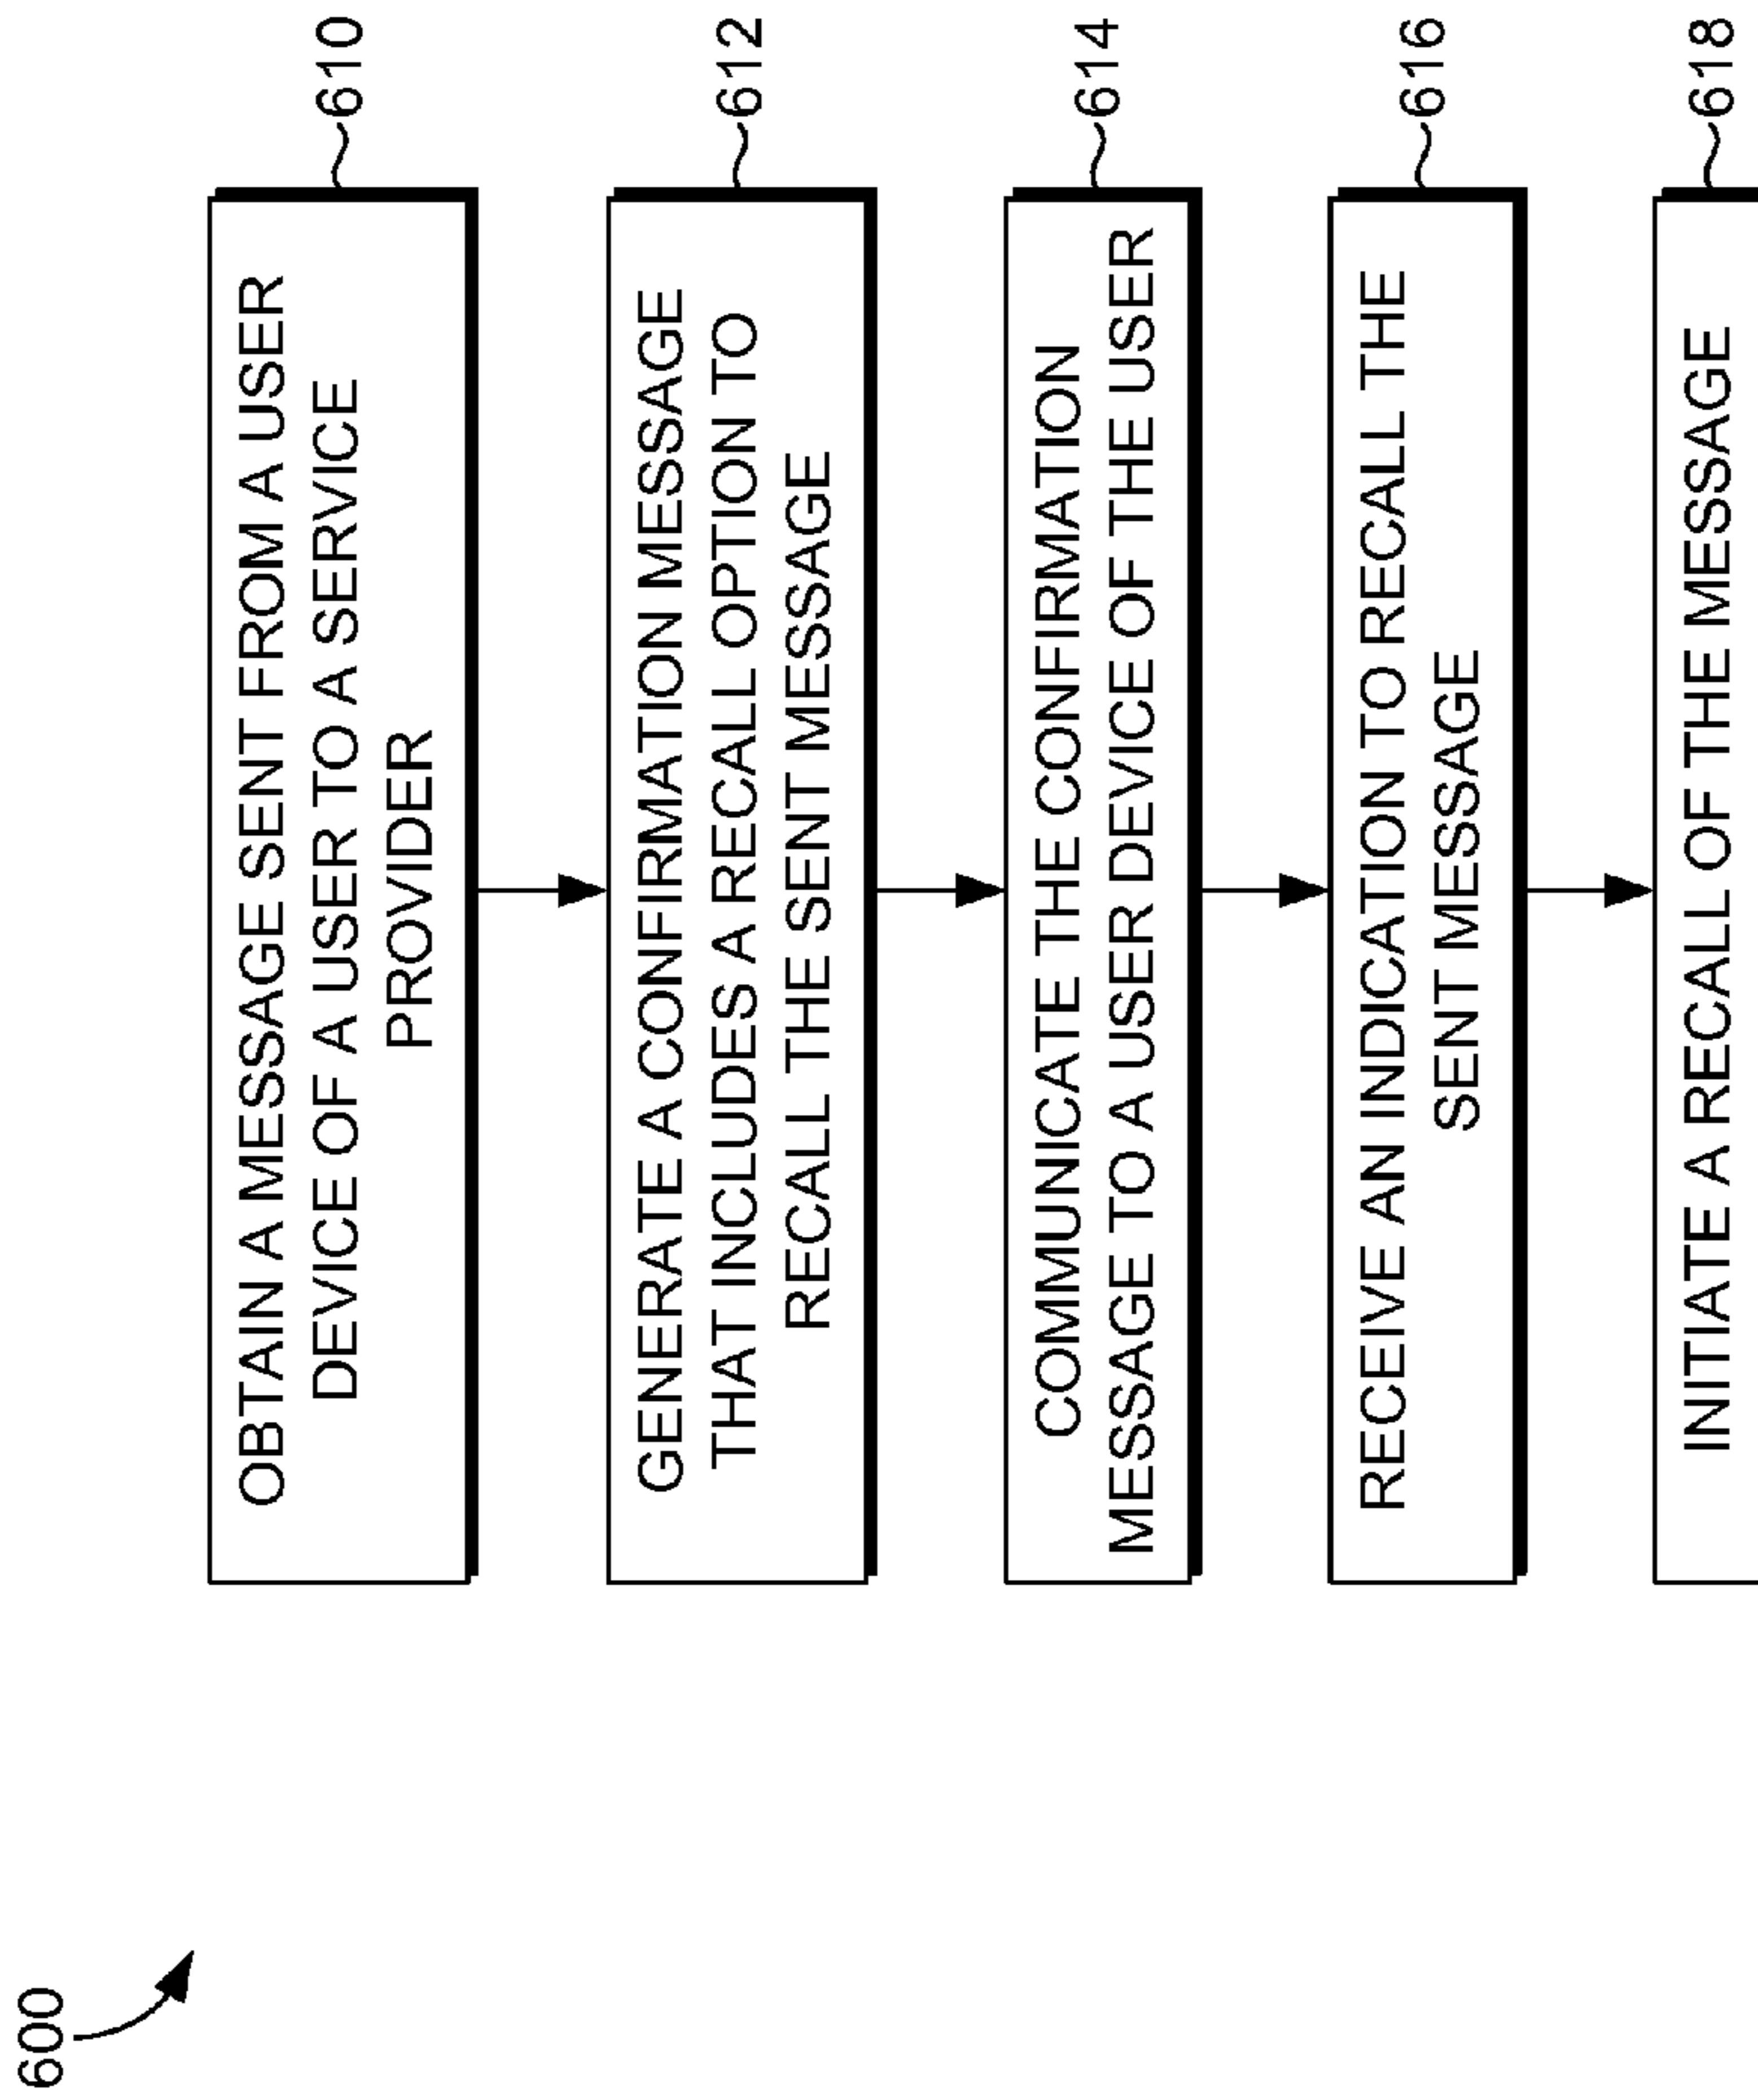 600
OBTAIN A MESSAGE SENT FROM A USER
DEVICE OF A USER TO A SERVICE
PROVIDER
610
GENERATE A CONFIRMATION MESSAGE
THAT INCLUDES A RECALL OPTION TO
RECALL THE SENT MESSAGE
612
COMMUNICATE THE CONFIRMATION
MESSAGE TO A USER DEVICE OF THE USER
614
RECEIVE AN INDICATION TO RECALL THE
SENT MESSAGE
616
INITIATE A RECALL OF THE MESSAGE
618